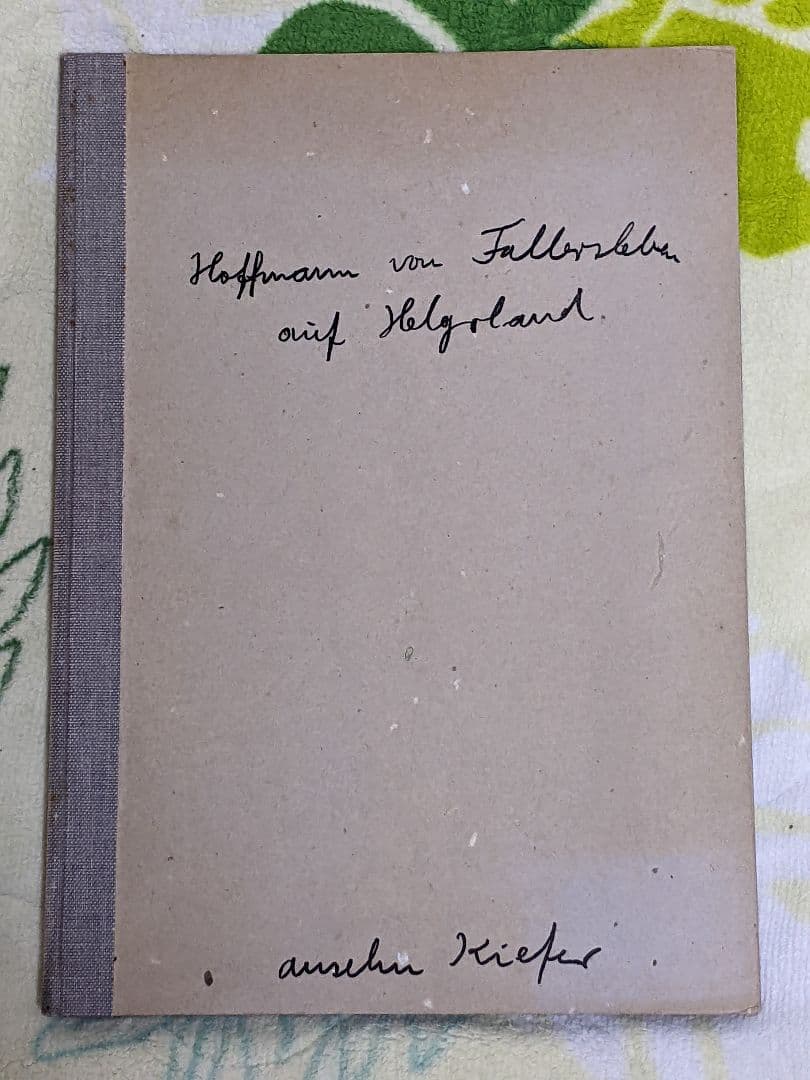 Hoffmann von Fallersleben
auf Helgoland.
anselm Kiefer